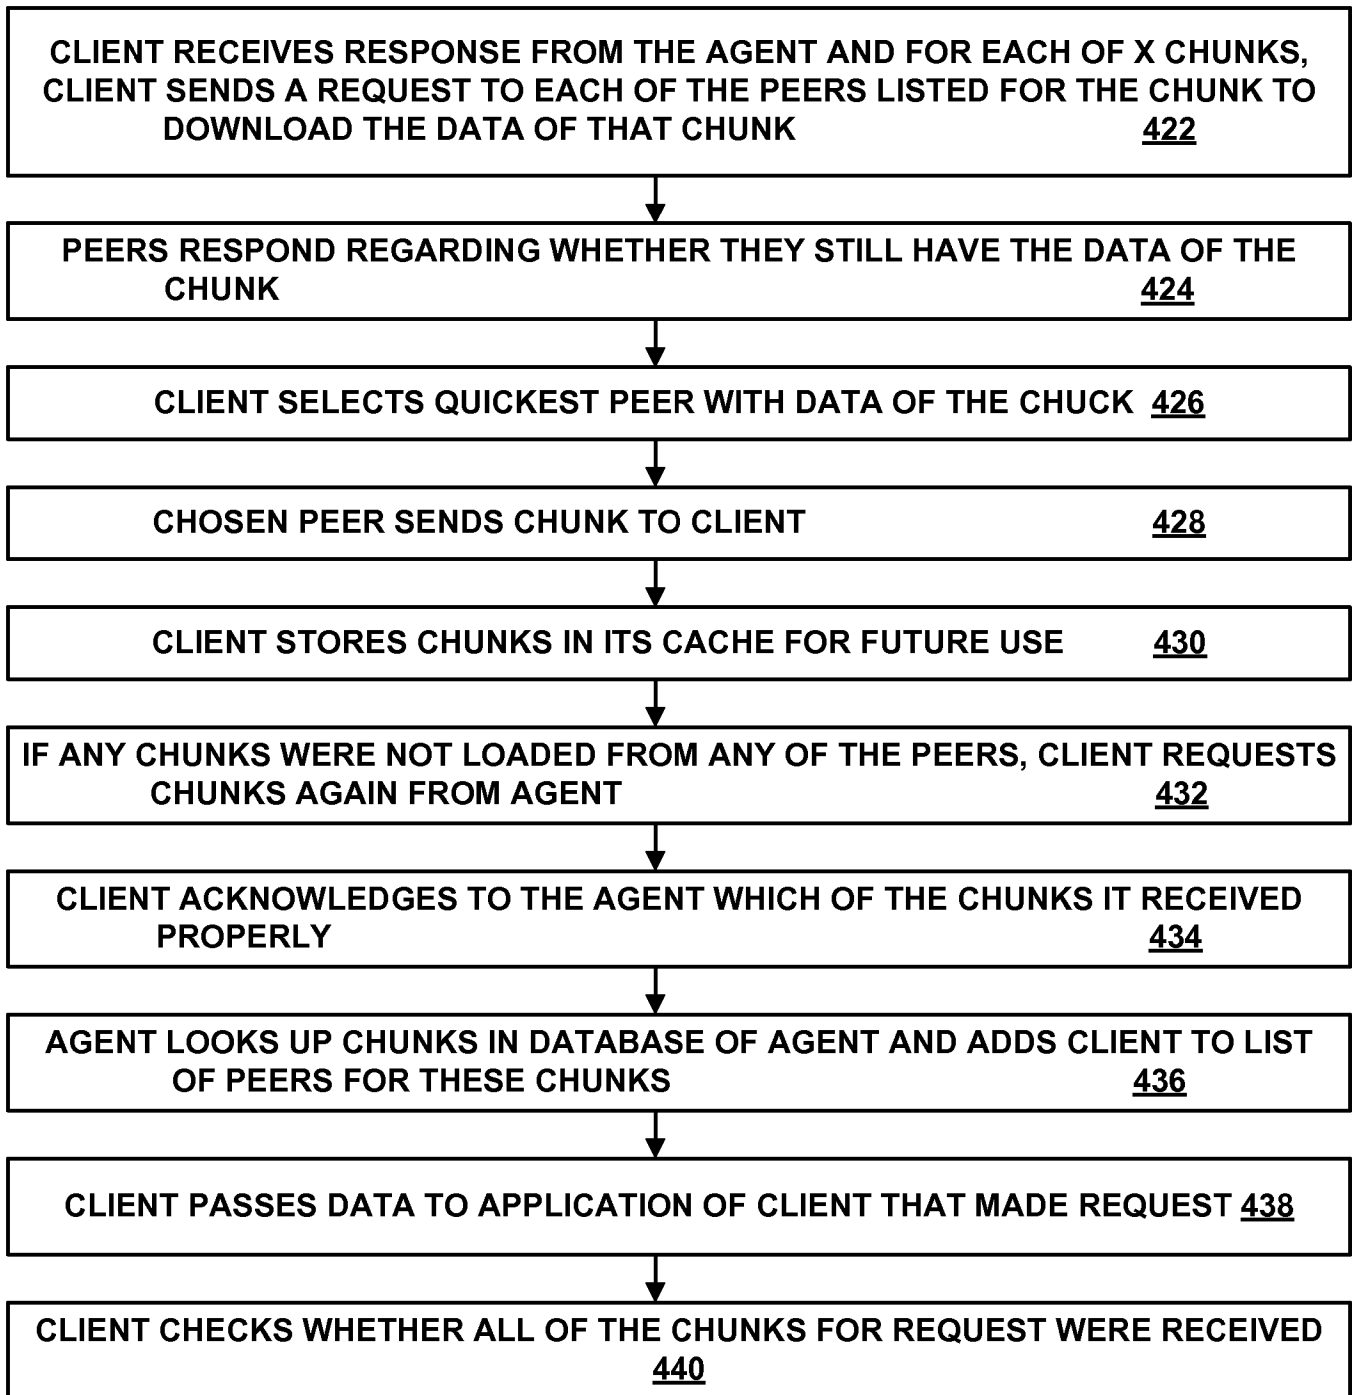 CLIENT RECEIVES RESPONSE FROM THE AGENT AND FOR EACH OF X CHUNKS,
CLIENT SENDS A REQUEST TO EACH OF THE PEERS LISTED FOR THE CHUNK TO
DOWNLOAD THE DATA OF THAT CHUNK 422
PEERS RESPOND REGARDING WHETHER THEY STILL HAVE THE DATA OF THE
CHUNK 424
CLIENT SELECTS QUICKEST PEER WITH DATA OF THE CHUCK 426
CHOSEN PEER SENDS CHUNK TO CLIENT 428
CLIENT STORES CHUNKS IN ITS CACHE FOR FUTURE USE 430
IF ANY CHUNKS WERE NOT LOADED FROM ANY OF THE PEERS, CLIENT REQUESTS
CHUNKS AGAIN FROM AGENT 432
CLIENT ACKNOWLEDGES TO THE AGENT WHICH OF THE CHUNKS IT RECEIVED
PROPERLY 434
AGENT LOOKS UP CHUNKS IN DATABASE OF AGENT AND ADDS CLIENT TO LIST
OF PEERS FOR THESE CHUNKS 436
CLIENT PASSES DATA TO APPLICATION OF CLIENT THAT MADE REQUEST 438
CLIENT CHECKS WHETHER ALL OF THE CHUNKS FOR REQUEST WERE RECEIVED
440